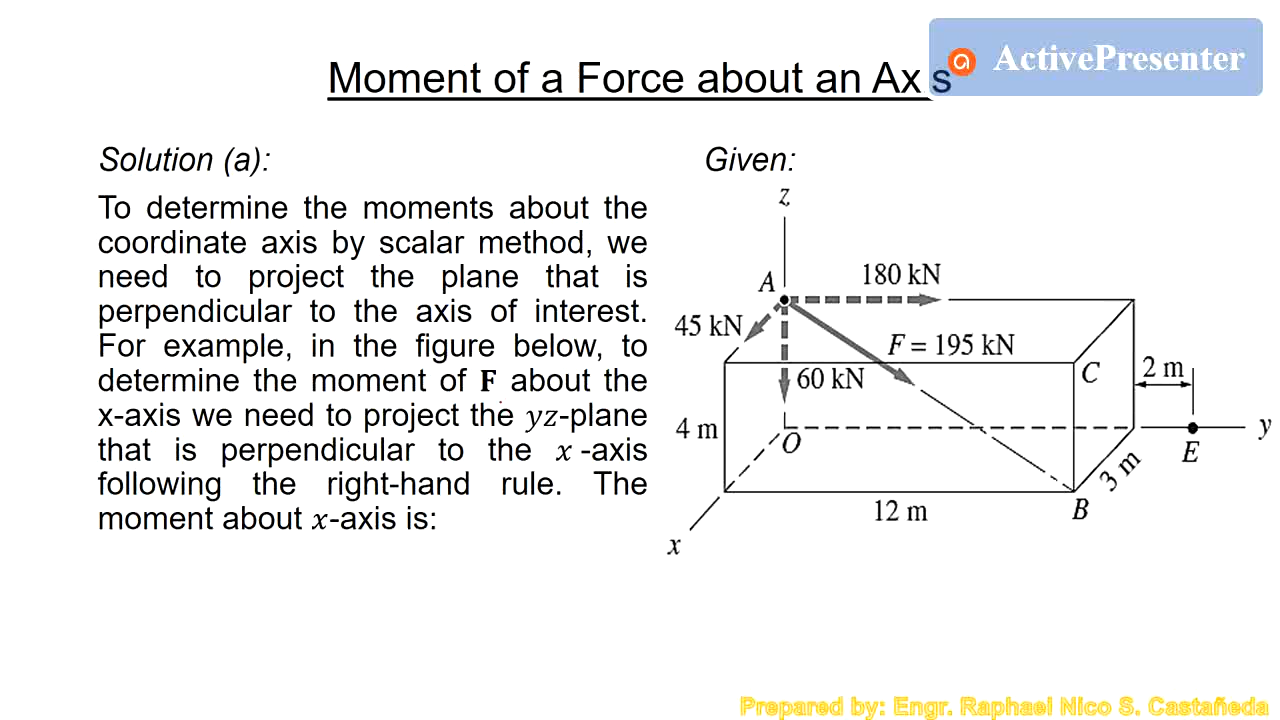 ActivePresenter
Moment of a Force about an Axis
Solution (a):
To determine the moments about the
coordinate axis by scalar method, we
need to project the plane that is
perpendicular to the axis of interest.
For example, in the figure below, to
determine the moment of F about the
x-axis we need to project the yz-plane
that is perpendicular to the x -axis
following the right-hand rule. The
moment about x-axis is:
Given:
z
A
180 kN
45 kN
F = 195 kN
60 kN
C
2 m
4 m
O
y
E
3 m
12 m
B
x
Prepared by: Engr. Raphael Nico S. Castañeda